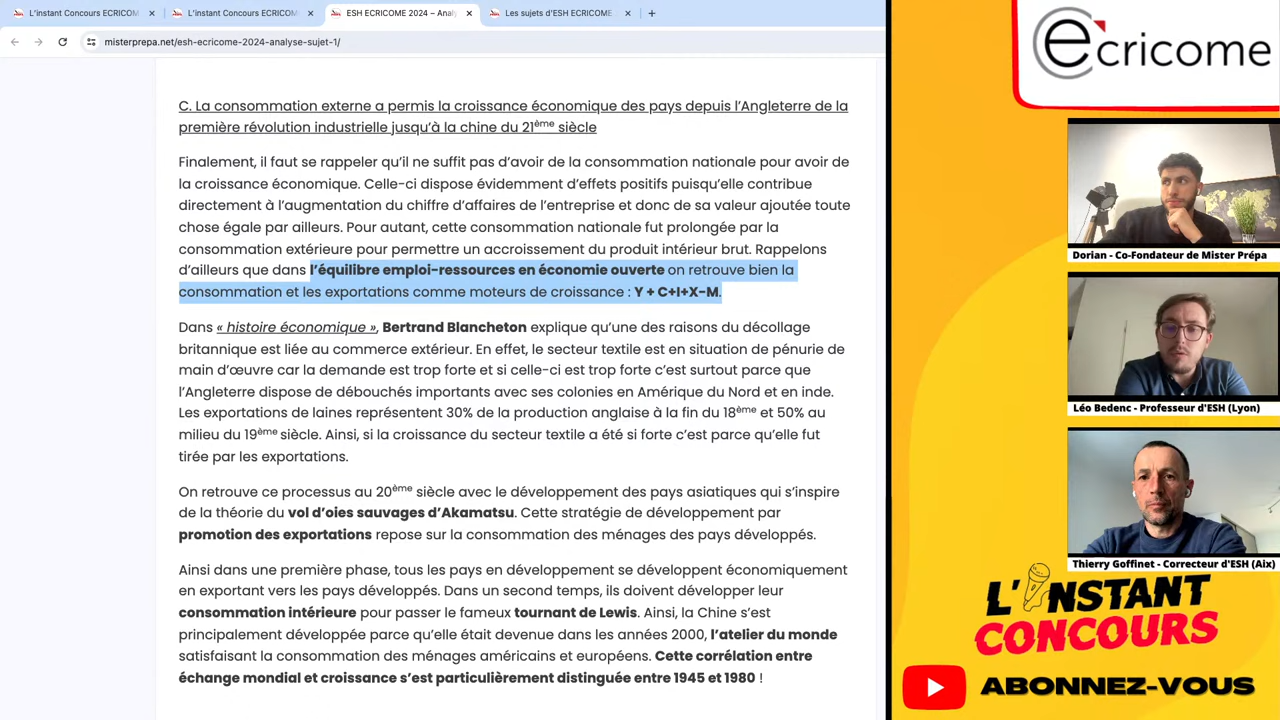 L'instant Concours ECRICOM
L'instant Concours ECRICOM
ESH ECRICOME 2024 – Analy
Les sujets d'ESH ECRICOME
misterprepa.net/esh-ecricome-2024-analyse-sujet-1/
C. La consommation externe a permis la croissance économique des pays depuis l'Angleterre de la
première révolution industrielle jusqu'à la chine du 21ème siècle
Finalement, il faut se rappeler qu'il ne suffit pas d'avoir de la consommation nationale pour avoir de
la croissance économique. Celle-ci dispose évidemment d'effets positifs puisqu'elle contribue
directement à l'augmentation du chiffre d'affaires de l'entreprise et donc de sa valeur ajoutée toute
chose égale par ailleurs. Pour autant, cette consommation nationale fut prolongée par la
consommation extérieure pour permettre un accroissement du produit intérieur brut. Rappelons
d'ailleurs que dans l'équilibre emploi-ressources en économie ouverte on retrouve bien la
consommation et les exportations comme moteurs de croissance : Y + C+I+X-M.
Dans « histoire économique », Bertrand Blancheton explique qu'une des raisons du décollage
britannique est liée au commerce extérieur. En effet, le secteur textile est en situation de pénurie de
main d'œuvre car la demande est trop forte et si celle-ci est trop forte c'est surtout parce que
l'Angleterre dispose de débouchés importants avec ses colonies en Amérique du Nord et en inde.
Les exportations de laines représentent 30% de la production anglaise à la fin du 18ème et 50% au
milieu du 19ème siècle. Ainsi, si la croissance du secteur textile a été si forte c'est parce qu'elle fut
tirée par les exportations.
On retrouve ce processus au 20ème siècle avec le développement des pays asiatiques qui s'inspire
de la théorie du vol d'oies sauvages d'Akamatsu. Cette stratégie de développement par
promotion des exportations repose sur la consommation des ménages des pays développés.
Ainsi dans une première phase, tous les pays en développement se développent économiquement
en exportant vers les pays développés. Dans un second temps, ils doivent développer leur
consommation intérieure pour passer le fameux tournant de Lewis. Ainsi, la Chine s'est
principalement développée parce qu'elle était devenue dans les années 2000, l'atelier du monde
satisfaisant la consommation des ménages américains et européens. Cette corrélation entre
échange mondial et croissance s'est particulièrement distinguée entre 1945 et 1980 !
écricome
Dorian - Co-Fondateur de Mister Prépa
Léo Bedenc - Professeur d'ESH (Lyon)
Thierry Goffinet - Correcteur d'ESH (Aix)
L'INSTANT
CONCOURS
ABONNEZ-VOUS